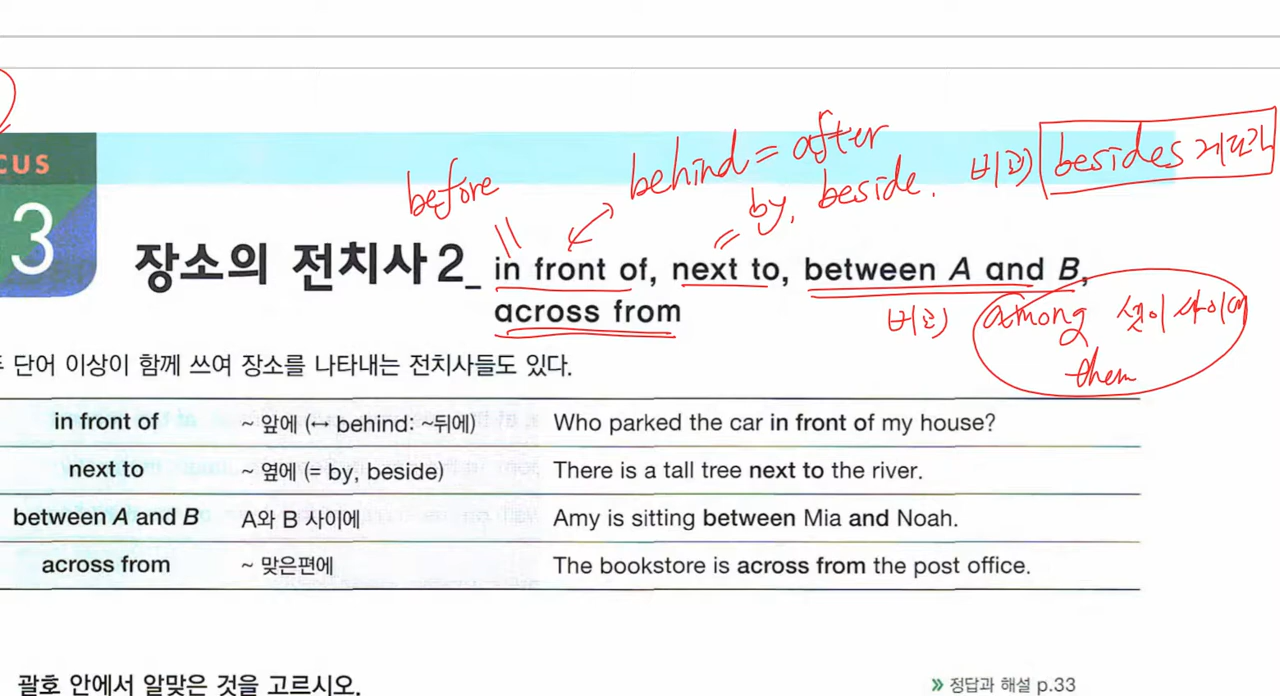 behind = after
before
by, beside. 비교) besides 게다가
CUS
3
장소의 전치사 2_ in front of, next to, between A and B,
across from
비교) among 셋이 사이에
them
단어 이상이 함께 쓰여 장소를 나타내는 전치사들도 있다.
in front of ~ 앞에 (↔ behind: ~뒤에) Who parked the car in front of my house?
next to ~ 옆에 (= by, beside) There is a tall tree next to the river.
between A and B A와 B 사이에 Amy is sitting between Mia and Noah.
across from ~ 맞은편에 The bookstore is across from the post office.
괄호 안에서 알맞은 것을 고르시오.
» 정답과 해설 p.33